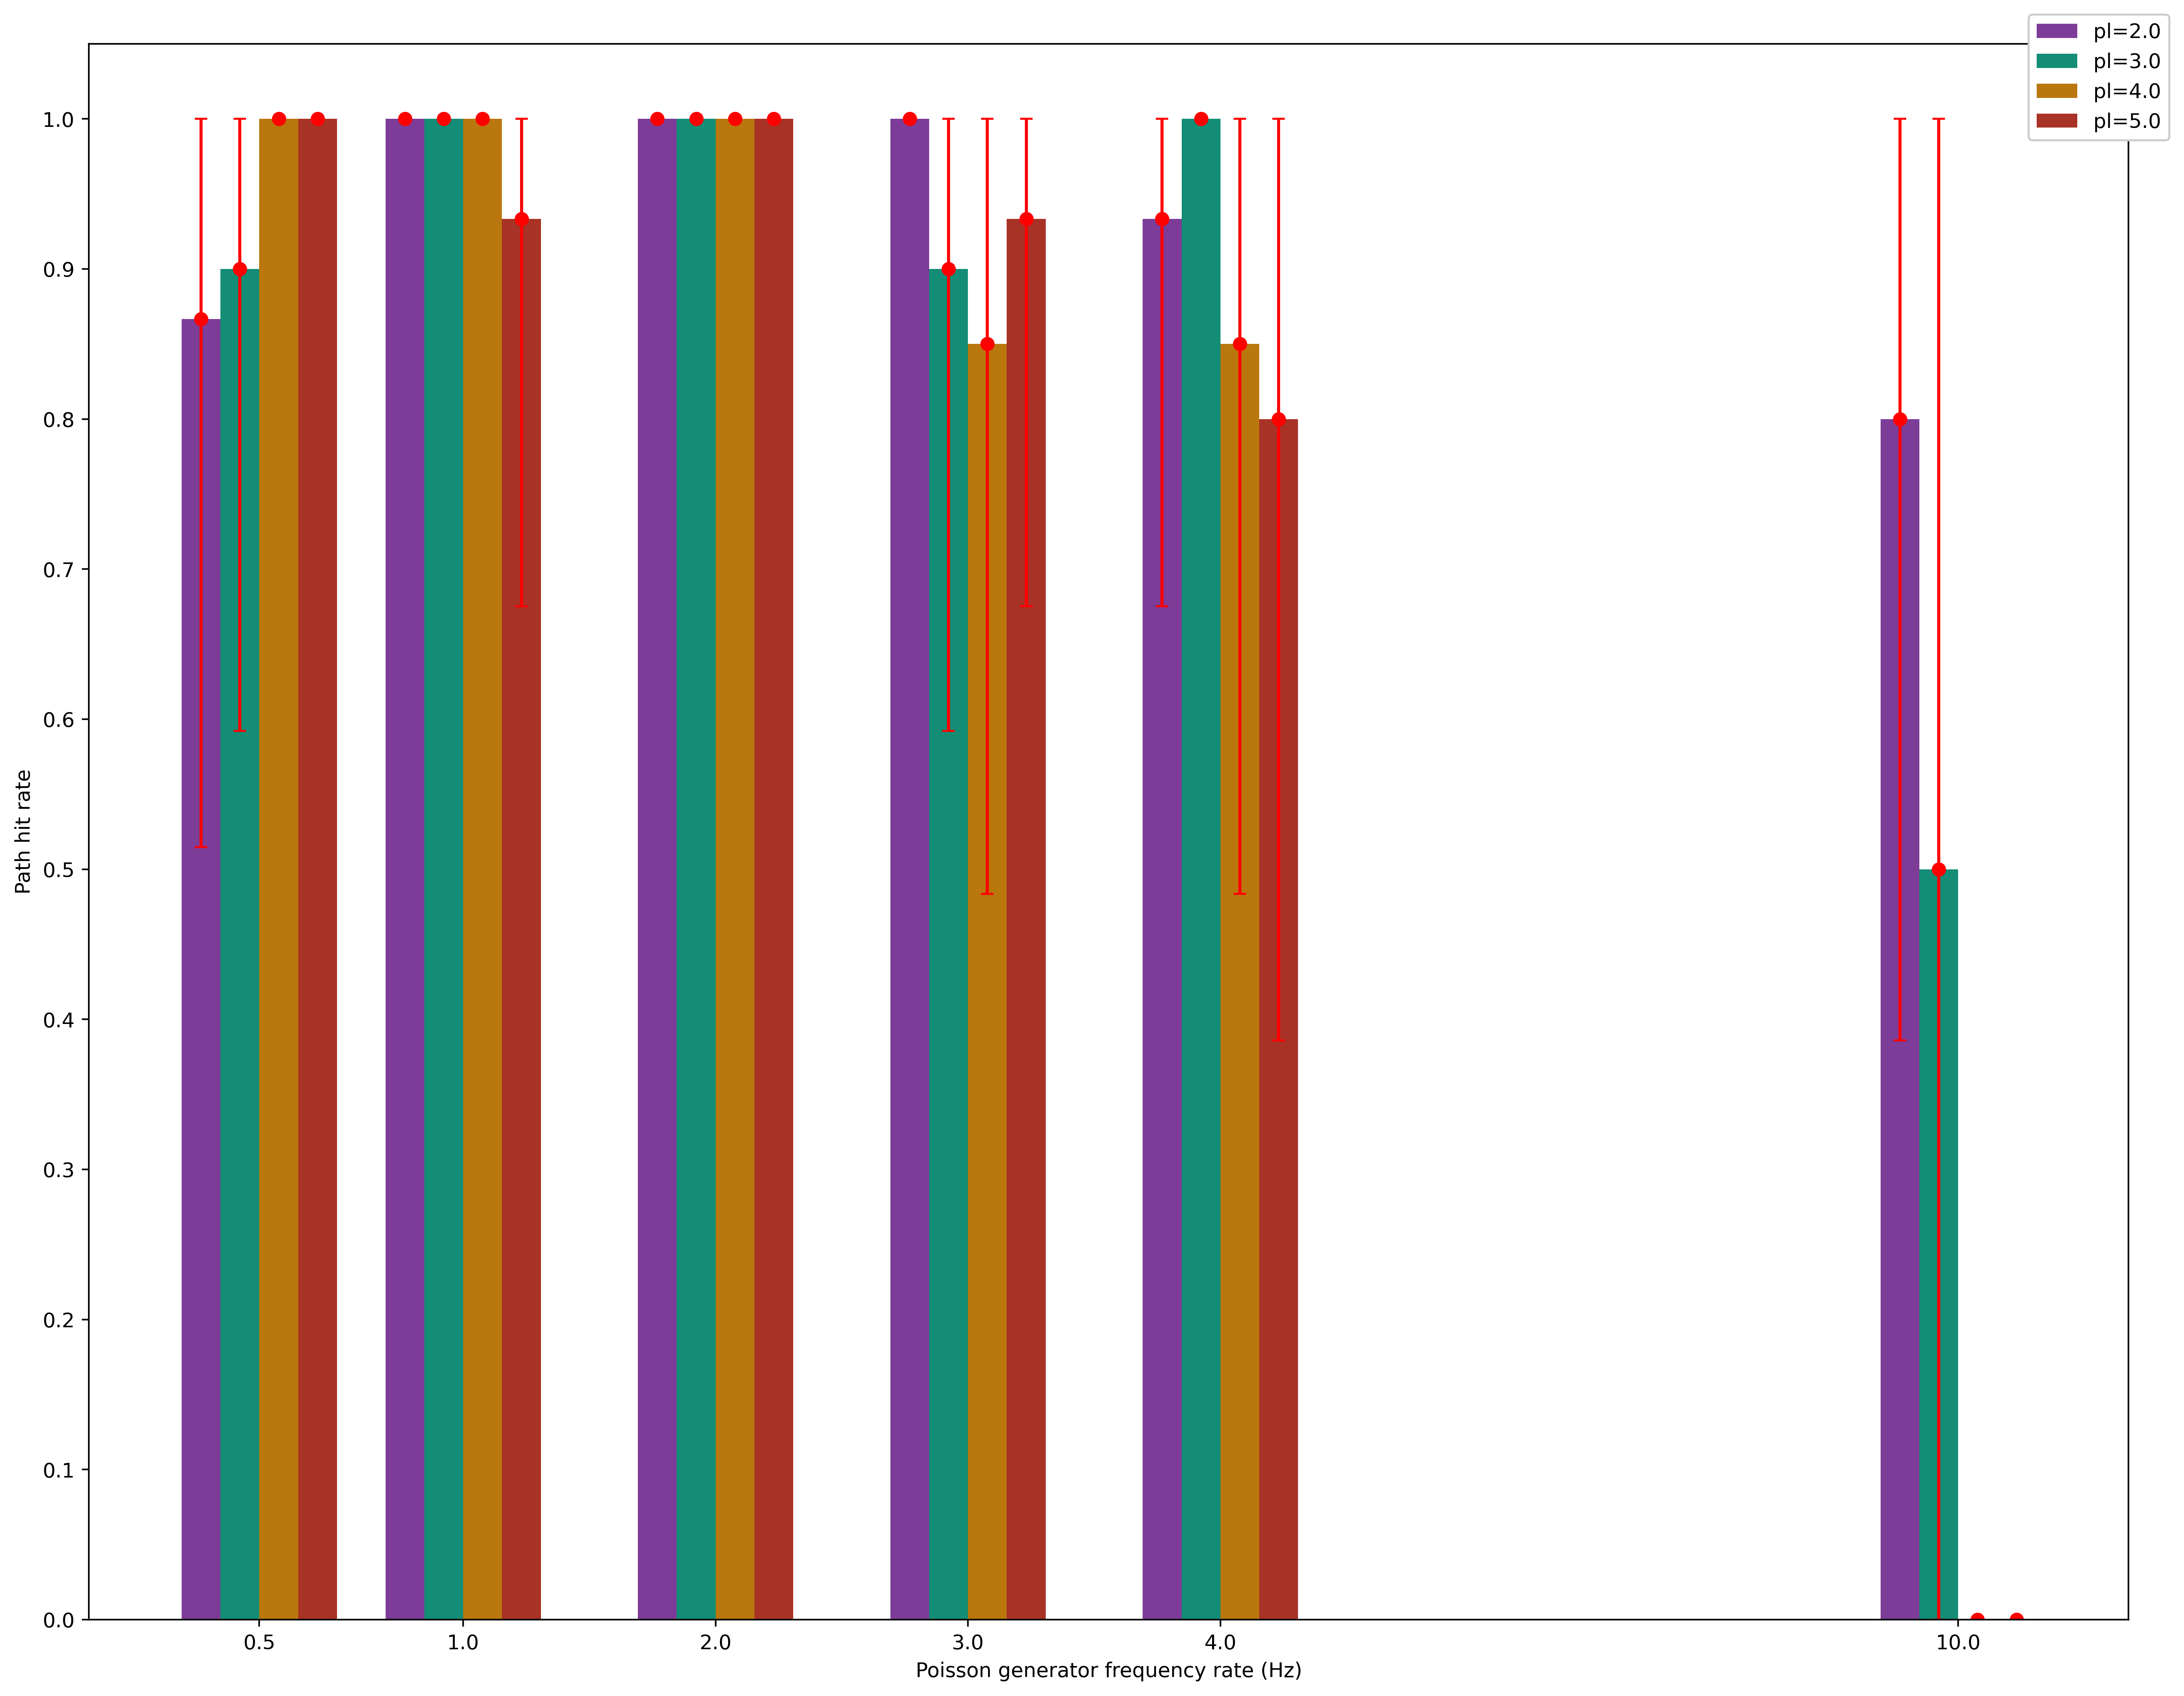 pl=2.0
pl=3.0
pl=4.0
pl=5.0
1.0
0.9
0.8
0.7
0.6
0.5
0.4
0.3
0.2
0.1
0.0
Path hit rate
0.5 1.0 2.0 3.0 4.0 10.0
Poisson generator frequency rate (Hz)